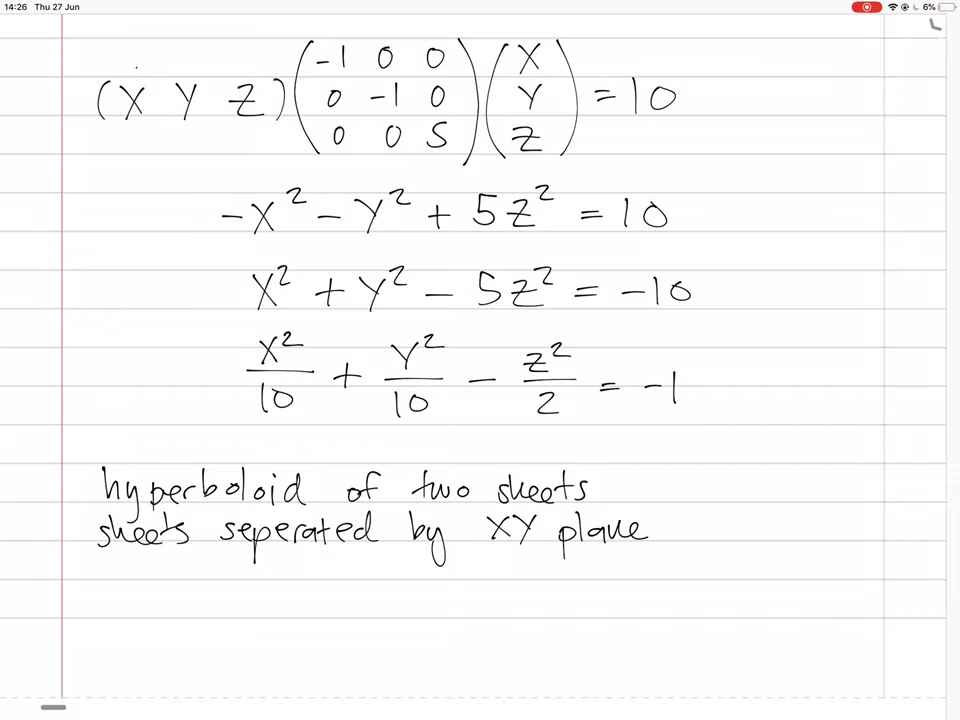 14:26 Thu 27 Jun 6%
(X Y Z) (-1 0 0
0 -1 0
0 0 5) (X
Y
Z) = 10
-X² - Y² + 5Z² = 10
X² + Y² - 5Z² = -10
X²/10 + Y²/10 - Z²/2 = -1
hyperboloid of two sheets
sheets seperated by XY plane